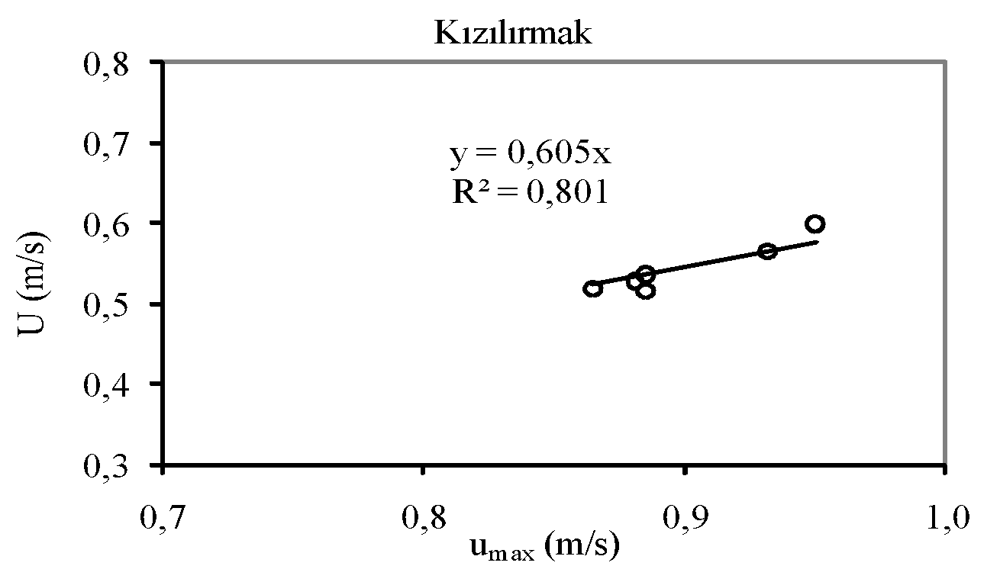 Kızılırmak
0,8
0,7
y = 0,605x
R² = 0,801
0,6
0,5
0,4
0,3
U (m/s)
0,7 0,8 0,9 1,0
umax (m/s)